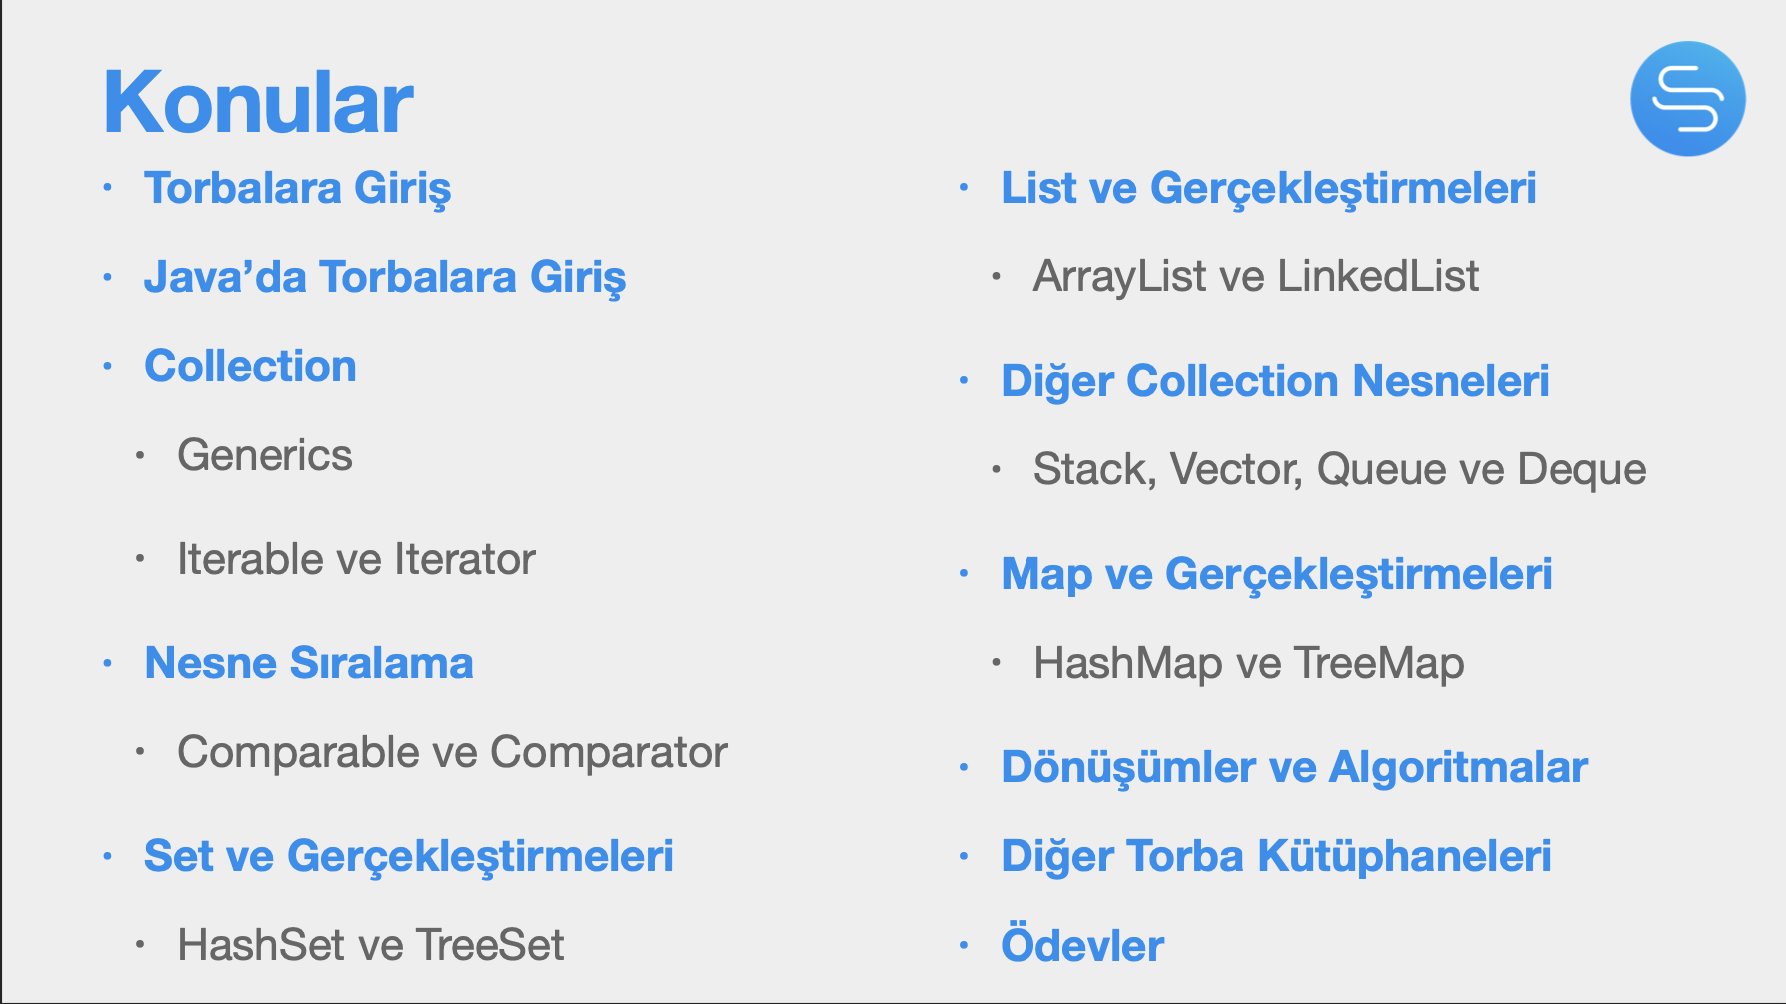 Konular
• Torbalara Giriş
• Java’da Torbalara Giriş
• Collection
• Generics
• Iterable ve Iterator
• Nesne Sıralama
• Comparable ve Comparator
• Set ve Gerçekleştirmeleri
• HashSet ve TreeSet
• List ve Gerçekleştirmeleri
• ArrayList ve LinkedList
• Diğer Collection Nesneleri
• Stack, Vector, Queue ve Deque
• Map ve Gerçekleştirmeleri
• HashMap ve TreeMap
• Dönüşümler ve Algoritmalar
• Diğer Torba Kütüphaneleri
• Ödevler